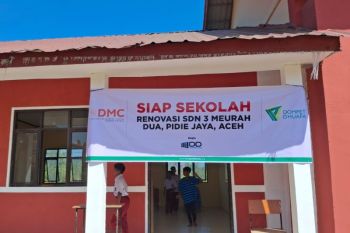 DMC
SIAP SEKOLAH
RENOVASI SDN 3 MEURAH
DUA, PIDIE JAYA, ACEH
DOMPET
DHUAFA